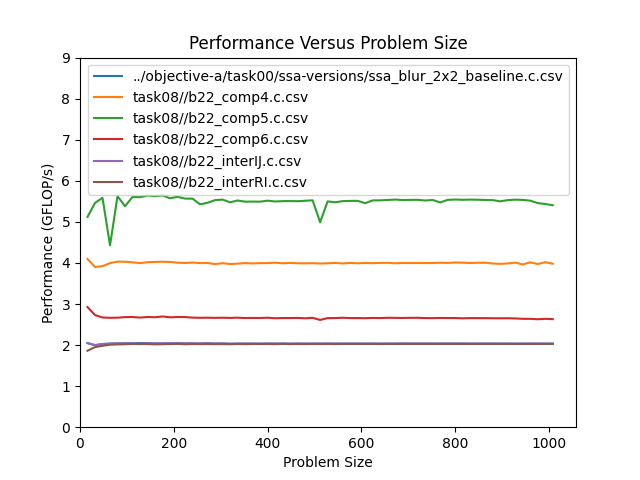 Performance Versus Problem Size
9
8
7
6
5
4
3
2
1
0
Performance (GFLOP/s)
../objective-a/task00/ssa-versions/ssa_blur_2x2_baseline.c.csv
task08//b22_comp4.c.csv
task08//b22_comp5.c.csv
task08//b22_comp6.c.csv
task08//b22_interIJ.c.csv
task08//b22_interRI.c.csv
0 200 400 600 800 1000
Problem Size